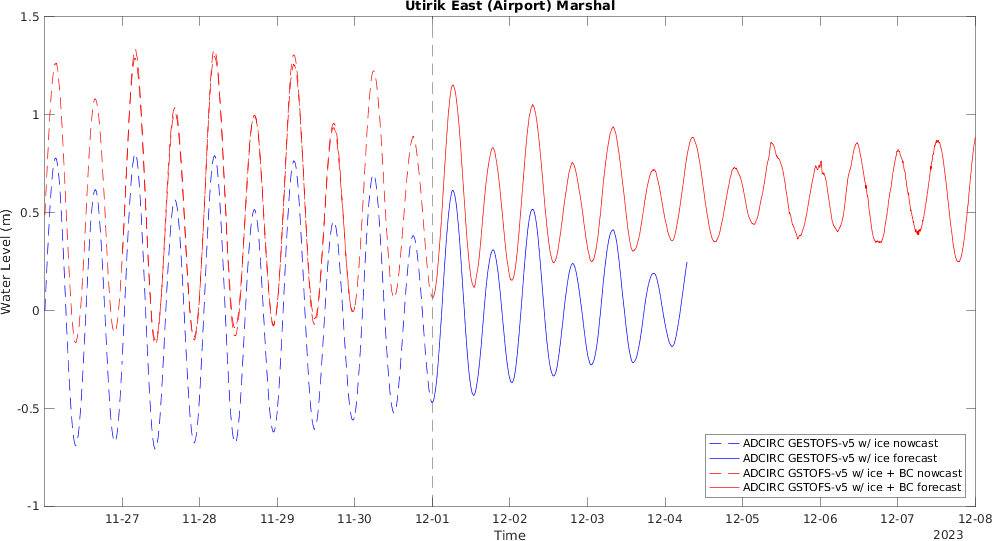 Utirik East (Airport) Marshal
1.5
1
0.5
0
-0.5
-1
Water Level (m)
11-27
11-28
11-29
11-30
12-01
12-02
12-03
12-04
12-05
12-06
12-07
12-08
Time
2023
ADCIRC GESTOFS-v5 w/ ice nowcast
ADCIRC GESTOFS-v5 w/ ice forecast
ADCIRC GSTOFS-v5 w/ ice + BC nowcast
ADCIRC GSTOFS-v5 w/ ice + BC forecast